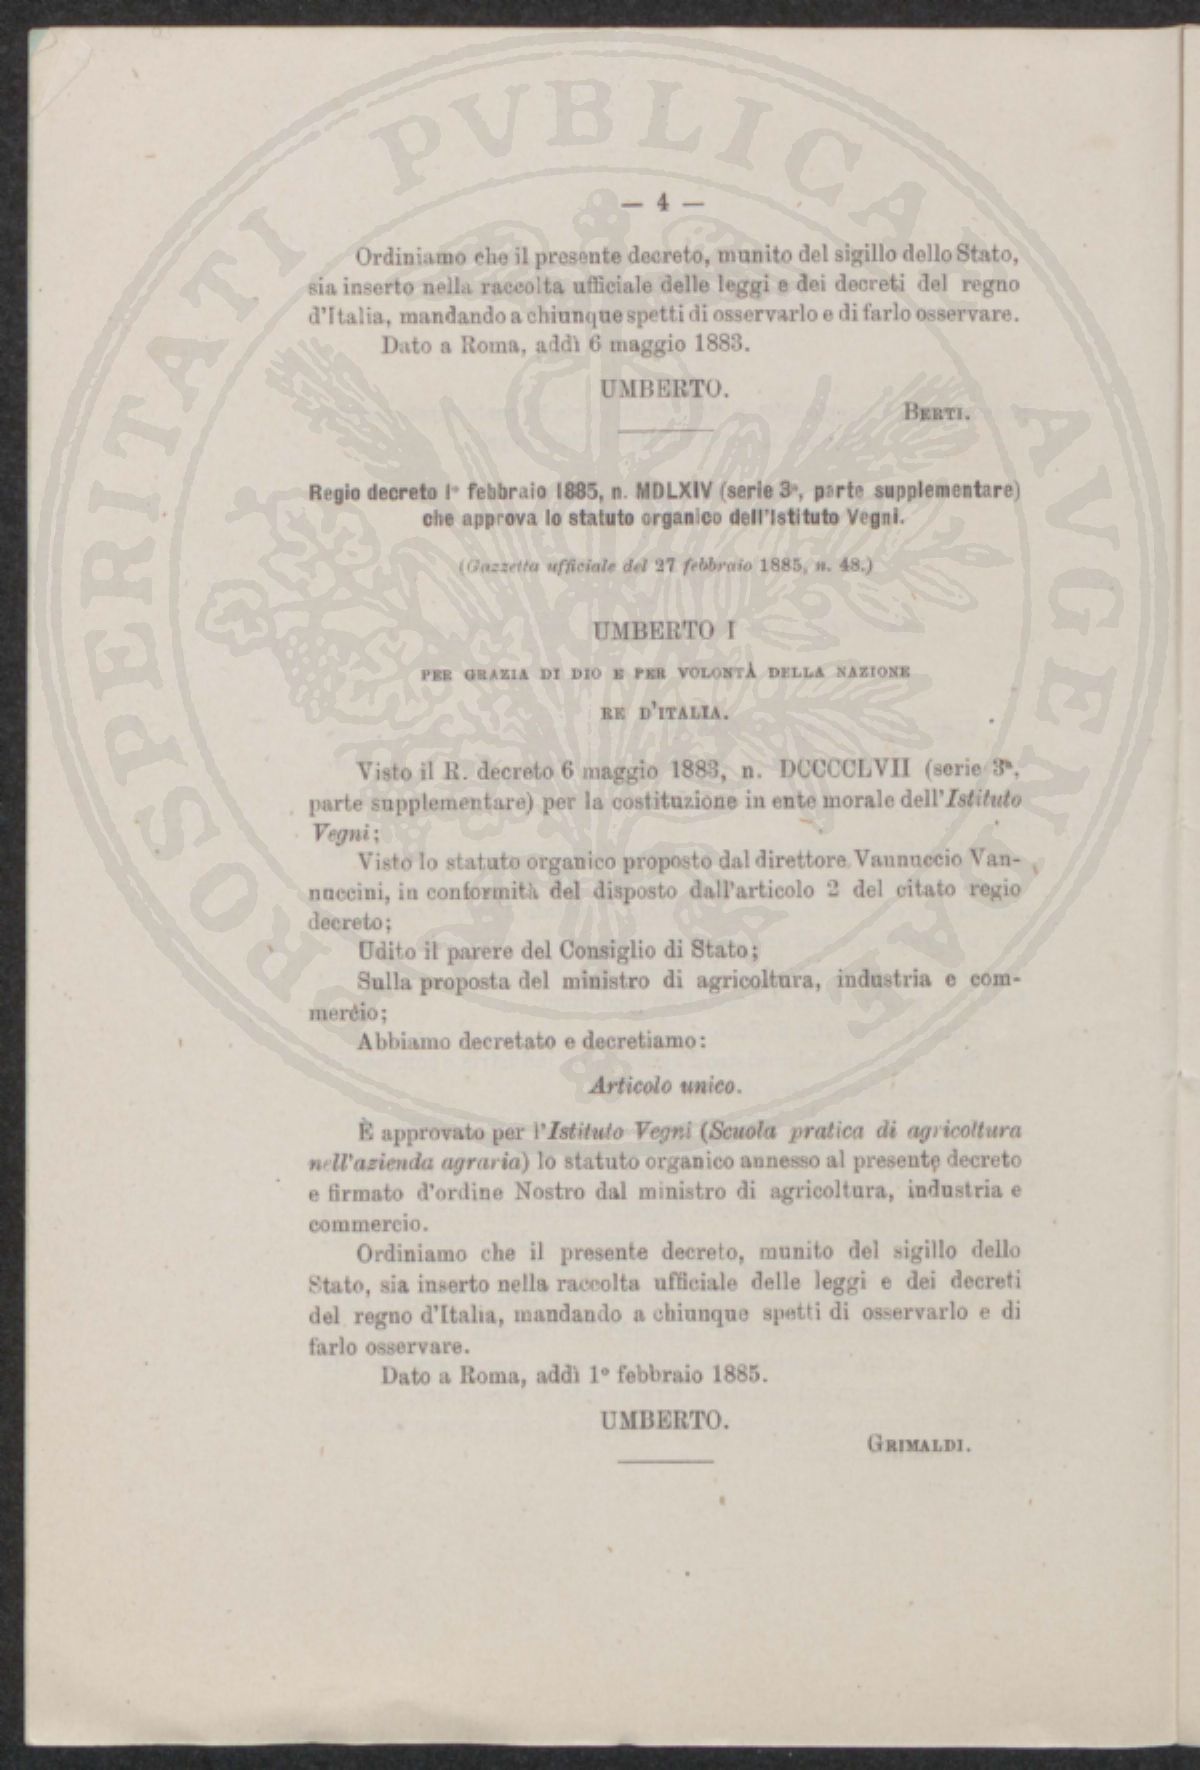 PROSPERITATI PVBLICAE AVGENDAE
— 4 —
Ordiniamo che il presente decreto, munito del sigillo dello Stato,
sia inserto nella raccolta ufficiale delle leggi e dei decreti del regno
d'Italia, mandando a chiunque spetti di osservarlo e di farlo osservare.
Dato a Roma, addì 6 maggio 1883.
UMBERTO.
BERTI.
Regio decreto 1° febbraio 1885, n. MDLXIV (serie 3ª, parte supplementare)
che approva lo statuto organico dell'Istituto Vegni.
(Gazzetta ufficiale del 27 febbraio 1885, n. 48.)
UMBERTO I
PER GRAZIA DI DIO E PER VOLONTÀ DELLA NAZIONE
RE D'ITALIA.
Visto il R. decreto 6 maggio 1883, n. DCCCCLVII (serie 3ª,
parte supplementare) per la costituzione in ente morale dell'Istituto
Vegni;
Visto lo statuto organico proposto dal direttore Vannuccio Van-
nuccini, in conformità del disposto dall'articolo 2 del citato regio
decreto;
Udito il parere del Consiglio di Stato;
Sulla proposta del ministro di agricoltura, industria e com-
mercio;
Abbiamo decretato e decretiamo:
Articolo unico.
È approvato per l'Istituto Vegni (Scuola pratica di agricoltura
nell'azienda agraria) lo statuto organico annesso al presente decreto
e firmato d'ordine Nostro dal ministro di agricoltura, industria e
commercio.
Ordiniamo che il presente decreto, munito del sigillo dello
Stato, sia inserto nella raccolta ufficiale delle leggi e dei decreti
del regno d'Italia, mandando a chiunque spetti di osservarlo e di
farlo osservare.
Dato a Roma, addì 1° febbraio 1885.
UMBERTO.
GRIMALDI.